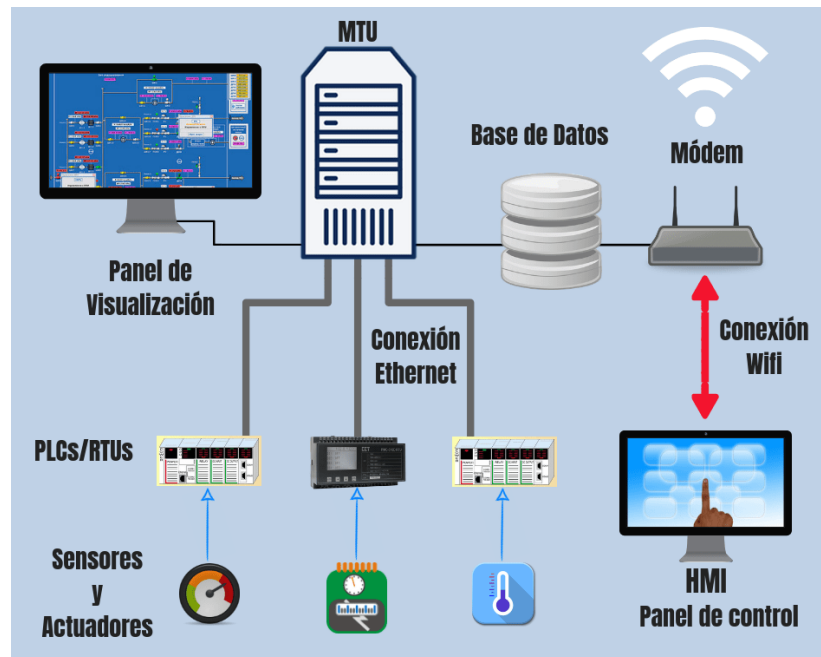 MTU
Base de Datos
Módem
Panel de
Visualización
Conexión
Ethernet
Conexión
Wifi
PLCs/RTUs
Sensores
y
Actuadores
HMI
Panel de control